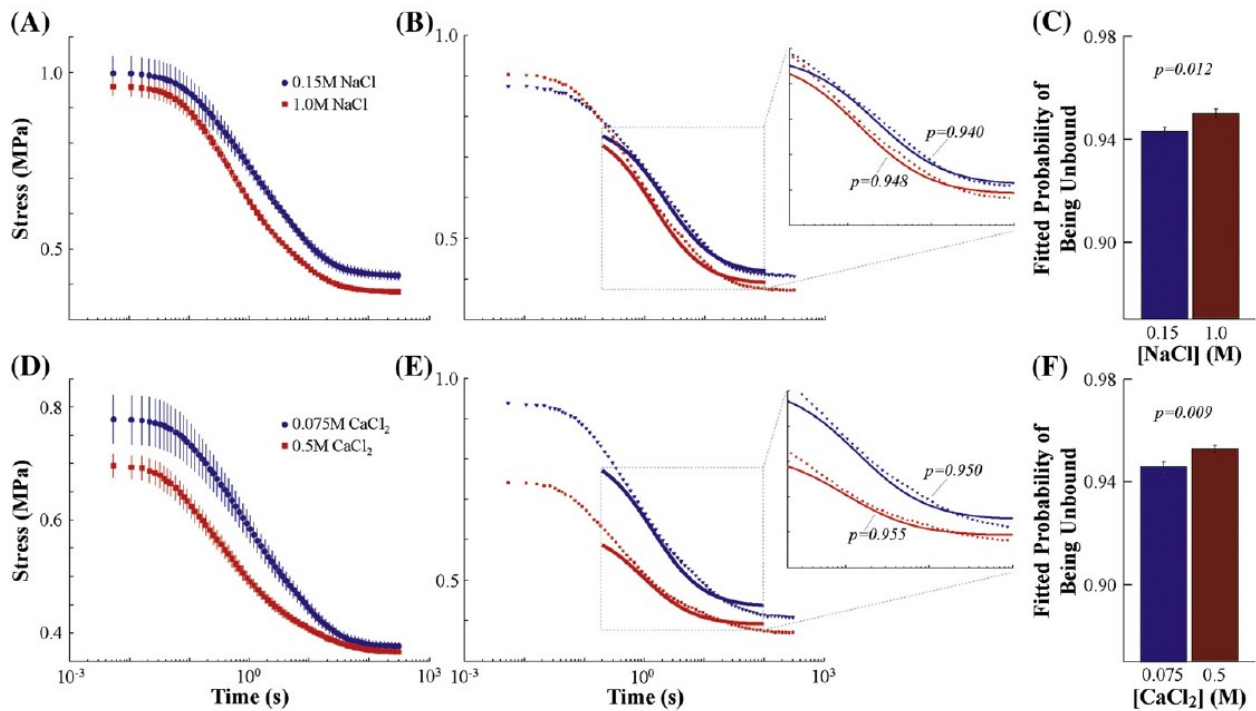 (A)
Stress (MPa)
1.0
0.5
0.15M NaCl
1.0M NaCl
(B)
1.0
0.5
p=0.940
p=0.948
(C)
Fitted Probability of
Being Unbound
0.98
0.94
0.90
p=0.012
0.15 1.0
[NaCl] (M)
(D)
Stress (MPa)
0.8
0.6
0.4
0.075M CaCl₂
0.5M CaCl₂
10⁻³ 10⁰ 10³
Time (s)
(E)
1.0
0.5
p=0.950
p=0.955
10⁻³ 10⁰ 10³
Time (s)
(F)
Fitted Probability of
Being Unbound
0.98
0.94
0.90
p=0.009
0.075 0.5
[CaCl₂] (M)